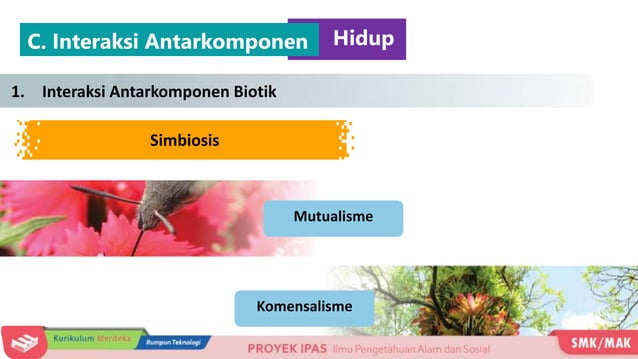 C. Interaksi Antarkomponen Hidup
1. Interaksi Antarkomponen Biotik
Simbiosis
Mutualisme
Komensalisme
Kurikulum Merdeka
Rumpun Teknologi
PROYEK IPAS Ilmu Pengetahuan Alam dan Sosial
SMK/MAK